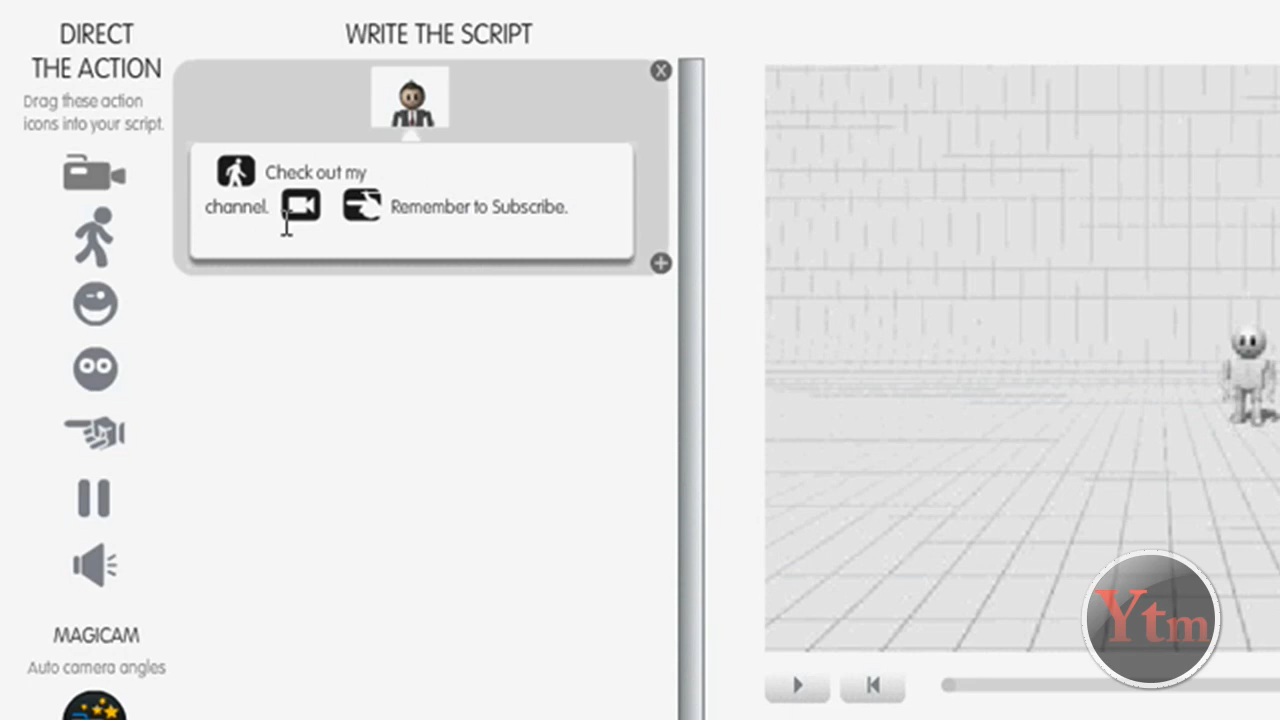 DIRECT
THE ACTION
Drag these action
icons into your script.
WRITE THE SCRIPT
Check out my
channel. Remember to Subscribe.
MAGICAM
Auto camera angles
Ytm